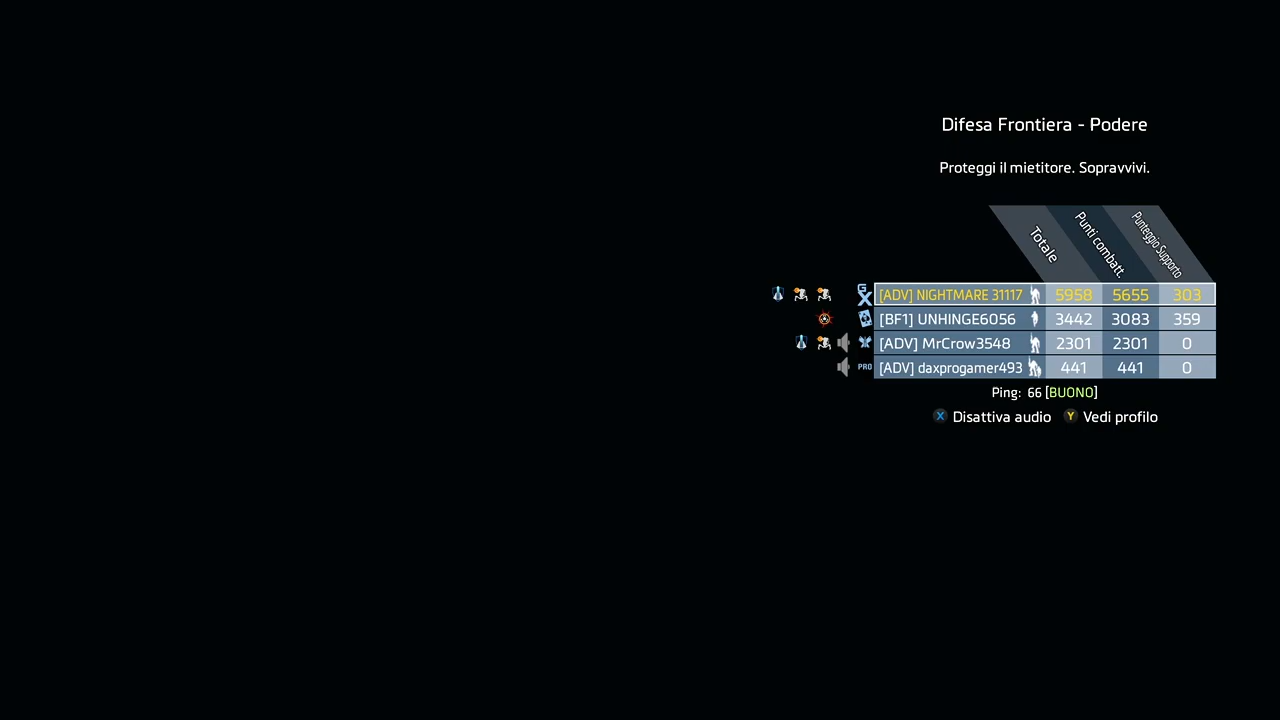 Difesa Frontiera - Podere
Proteggi il mietitore. Sopravvivi.
Totale Punti combatt. Punteggio Supporto
GX [ADV] NIGHTMARE 31117 5958 5655 303
[BF1] UNHINGE6056 3442 3083 359
[ADV] MrCrow3548 2301 2301 0
PRO [ADV] daxprogamer493 441 441 0
Ping: 66 [BUONO]
X Disattiva audio Y Vedi profilo